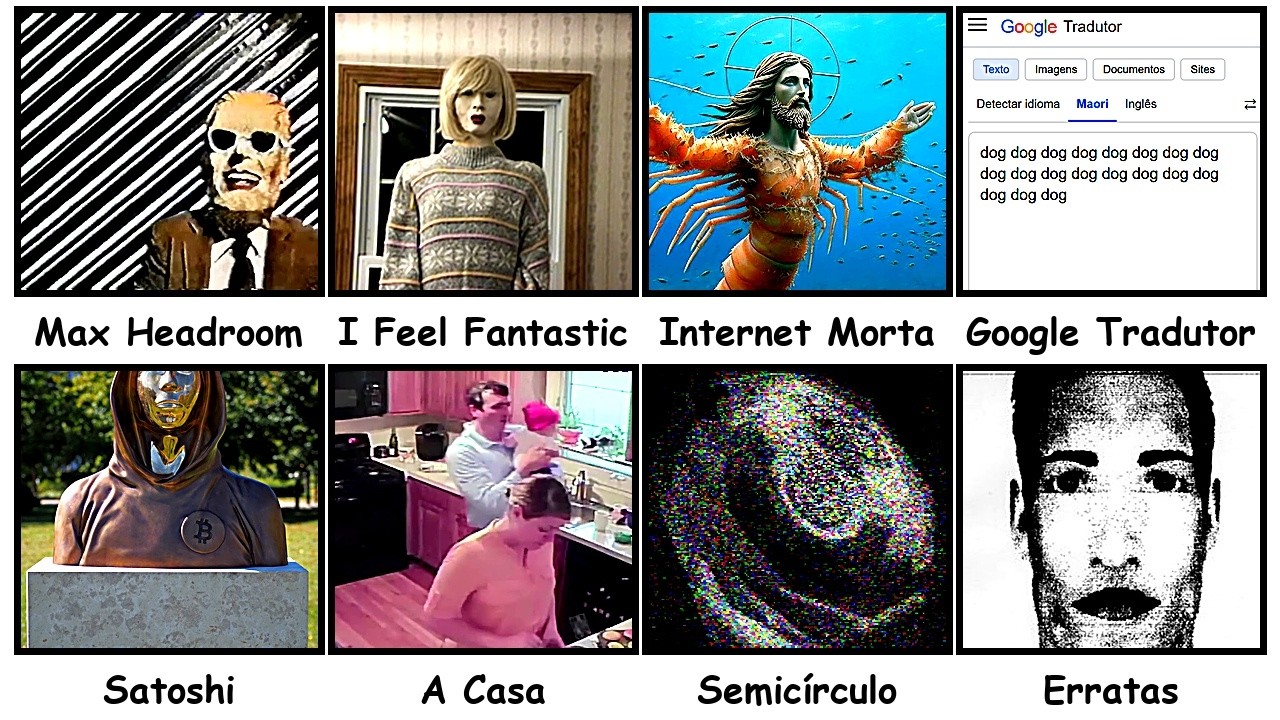 Google Tradutor
Texto Imagens Documentos Sites
Detectar idioma Maori Inglês
dog dog dog dog dog dog dog dog
dog dog dog dog dog dog dog dog
dog dog dog
Max Headroom
I Feel Fantastic
Internet Morta
Google Tradutor
Satoshi
A Casa
Semicírculo
Erratas